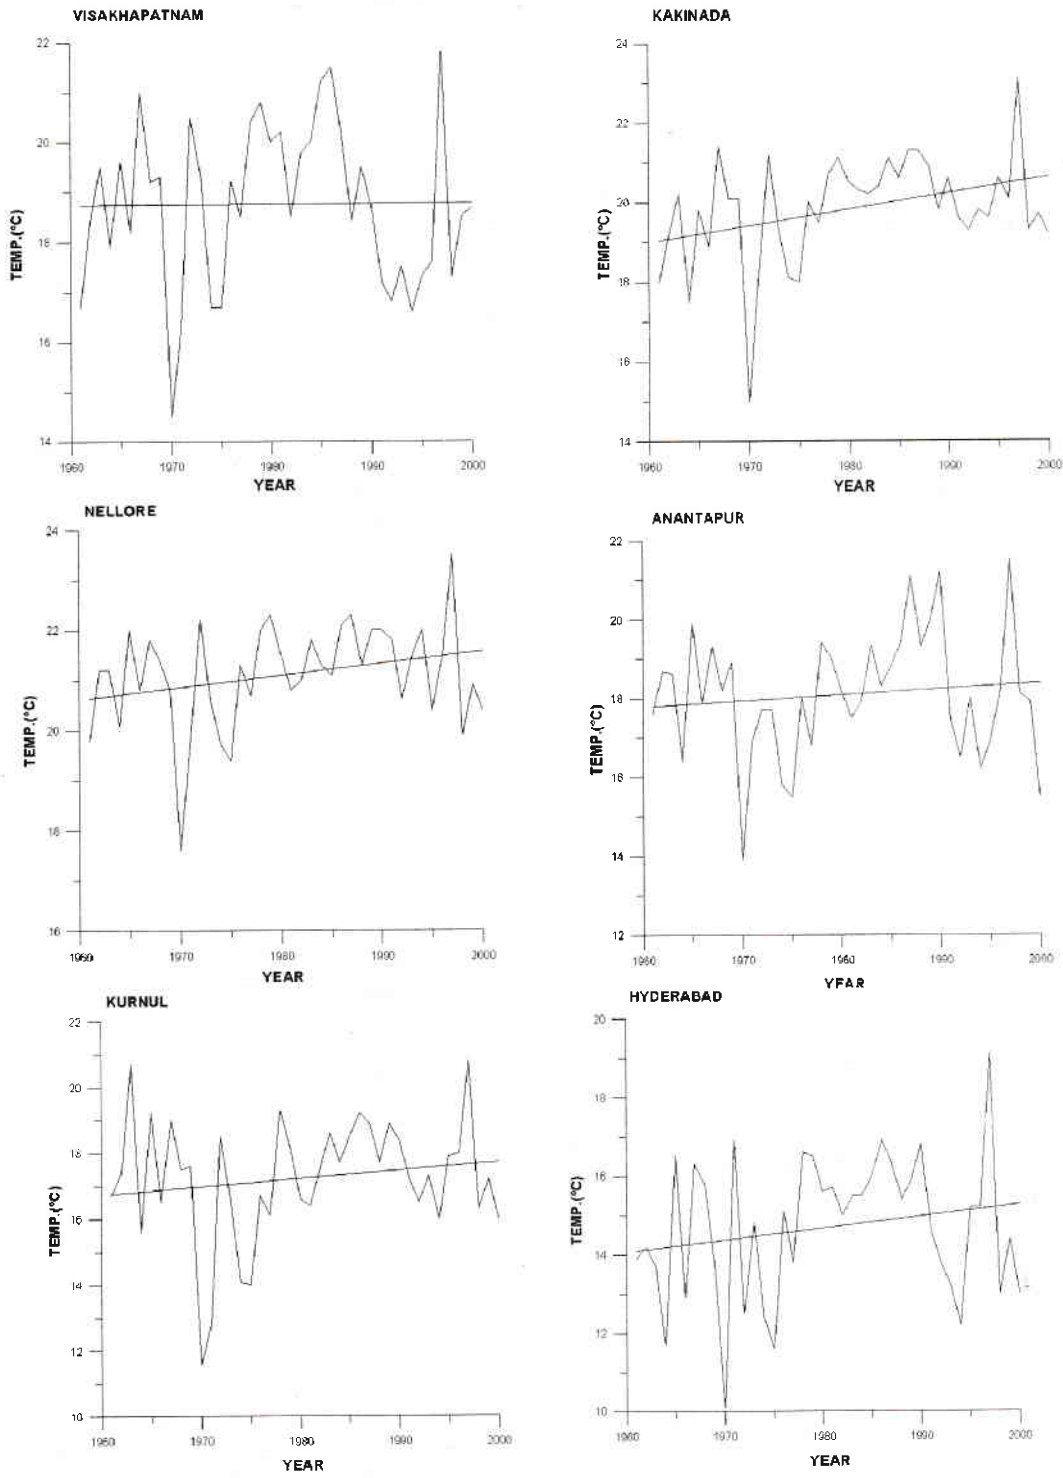 VISAKHAPATNAM
22
20
18
16
14
TEMP.(°C)
1960 1970 1980 1990 2000
YEAR
KAKINADA
24
22
20
18
16
14
TEMP.(°C)
1960 1970 1980 1990 2000
YEAR
NELLORE
24
22
20
18
16
TEMP.(°C)
1960 1970 1980 1990 2000
YEAR
ANANTAPUR
22
20
18
16
14
12
TEMP.(°C)
1960 1970 1980 1990 2000
YEAR
KURNUL
22
20
18
16
14
12
10
TEMP.(°C)
1960 1970 1980 1990 2000
YEAR
HYDERABAD
20
18
16
14
12
10
TEMP.(°C)
1960 1970 1980 1990 2000
YEAR